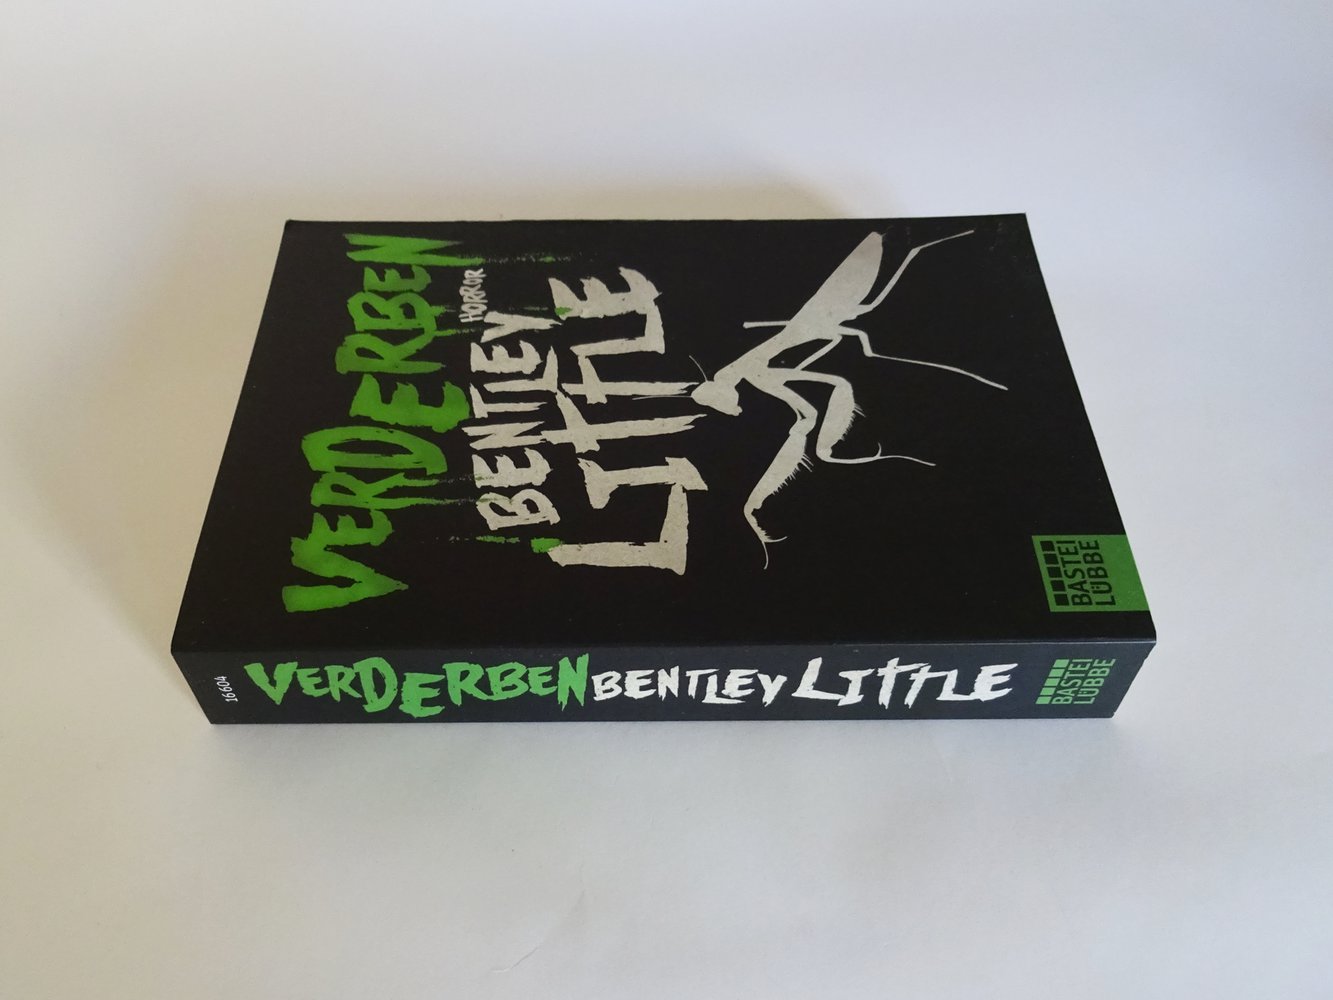 VERDERBEN
HORROR
BENTLEY
LITTLE
BASTEI
LÜBBE
16604
VERDERBEN BENTLEY LITTLE
BASTEI
LÜBBE